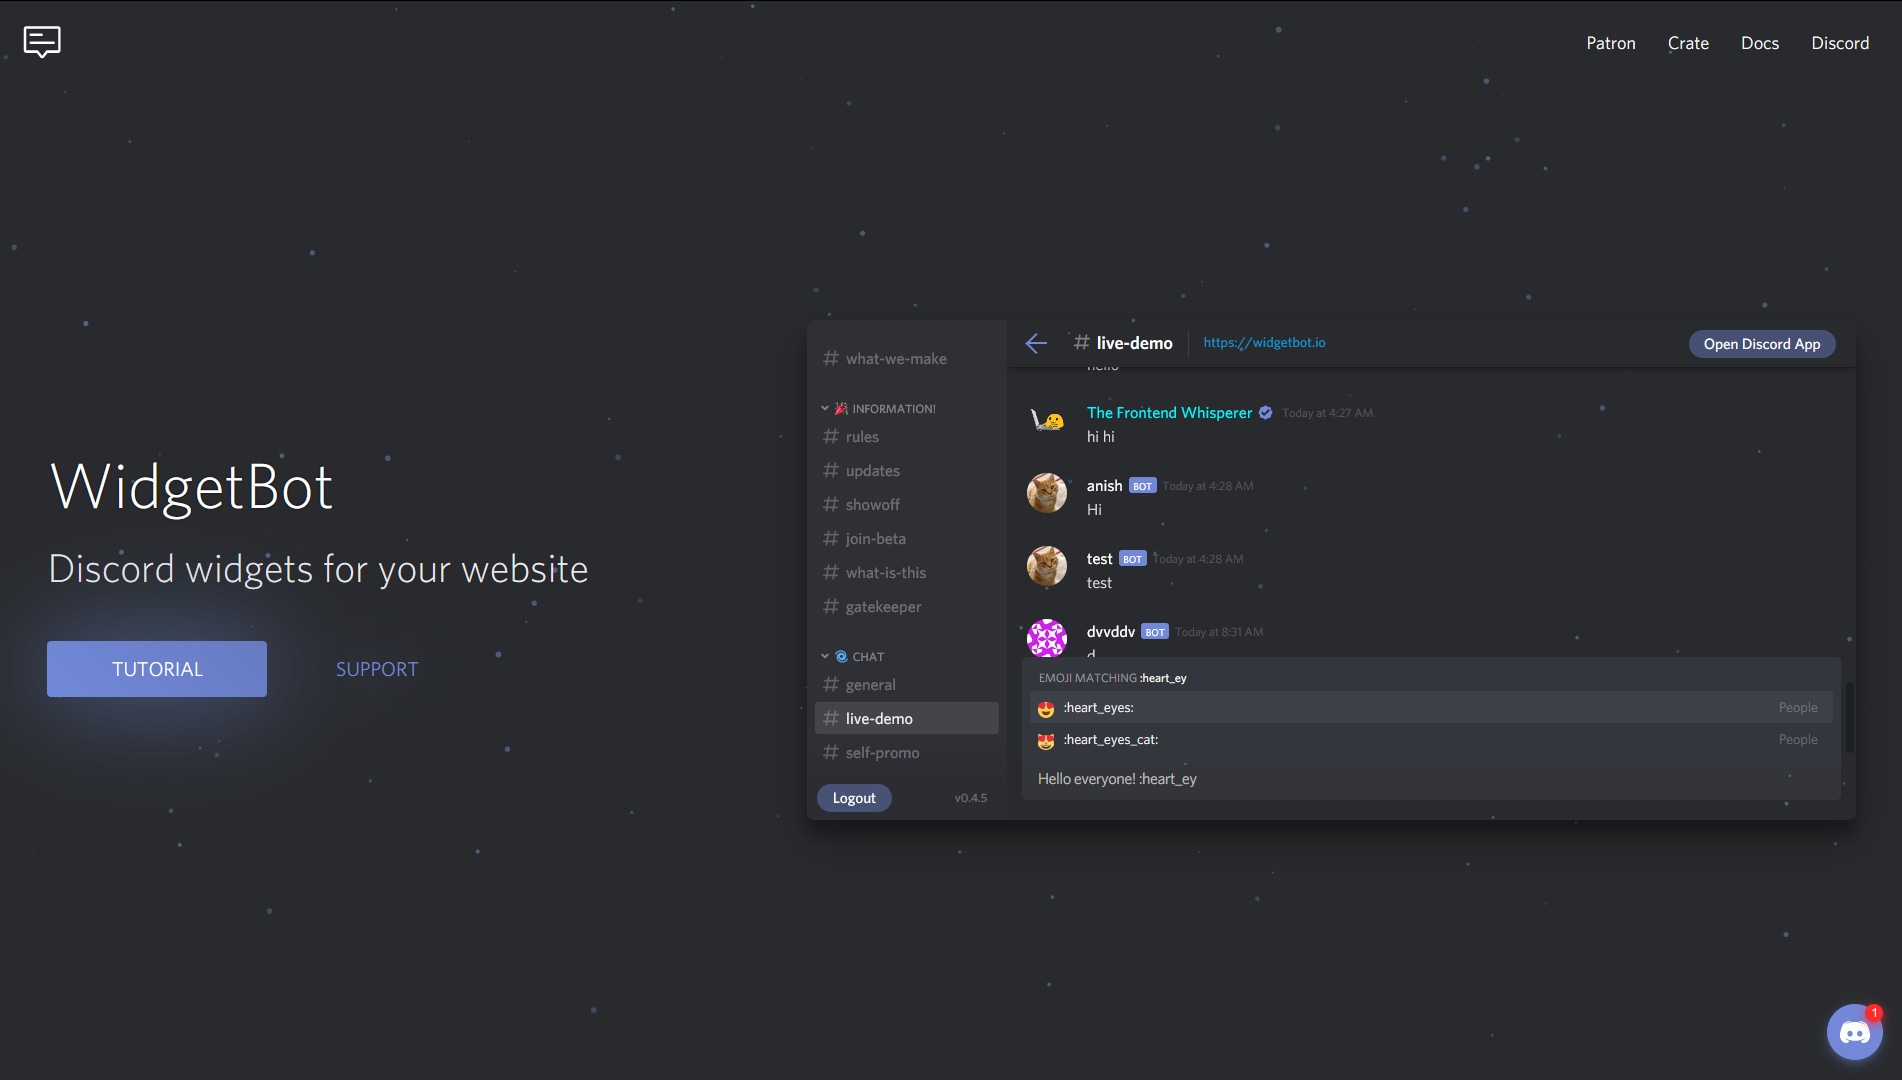 Patron Crate Docs Discord
WidgetBot
Discord widgets for your website
TUTORIAL SUPPORT
# what-we-make
INFORMATION!
# rules
# updates
# showoff
# join-beta
# what-is-this
# gatekeeper
CHAT
# general
# live-demo
# self-promo
Logout v0.4.5
# live-demo https://widgetbot.io Open Discord App
hello
The Frontend Whisperer Today at 4:27 AM
hi hi
anish BOT Today at 4:28 AM
Hi
test BOT Today at 4:28 AM
test
dvvddv BOT Today at 8:31 AM
d
EMOJI MATCHING :heart_ey
:heart_eyes: People
:heart_eyes_cat: People
Hello everyone! :heart_ey
1